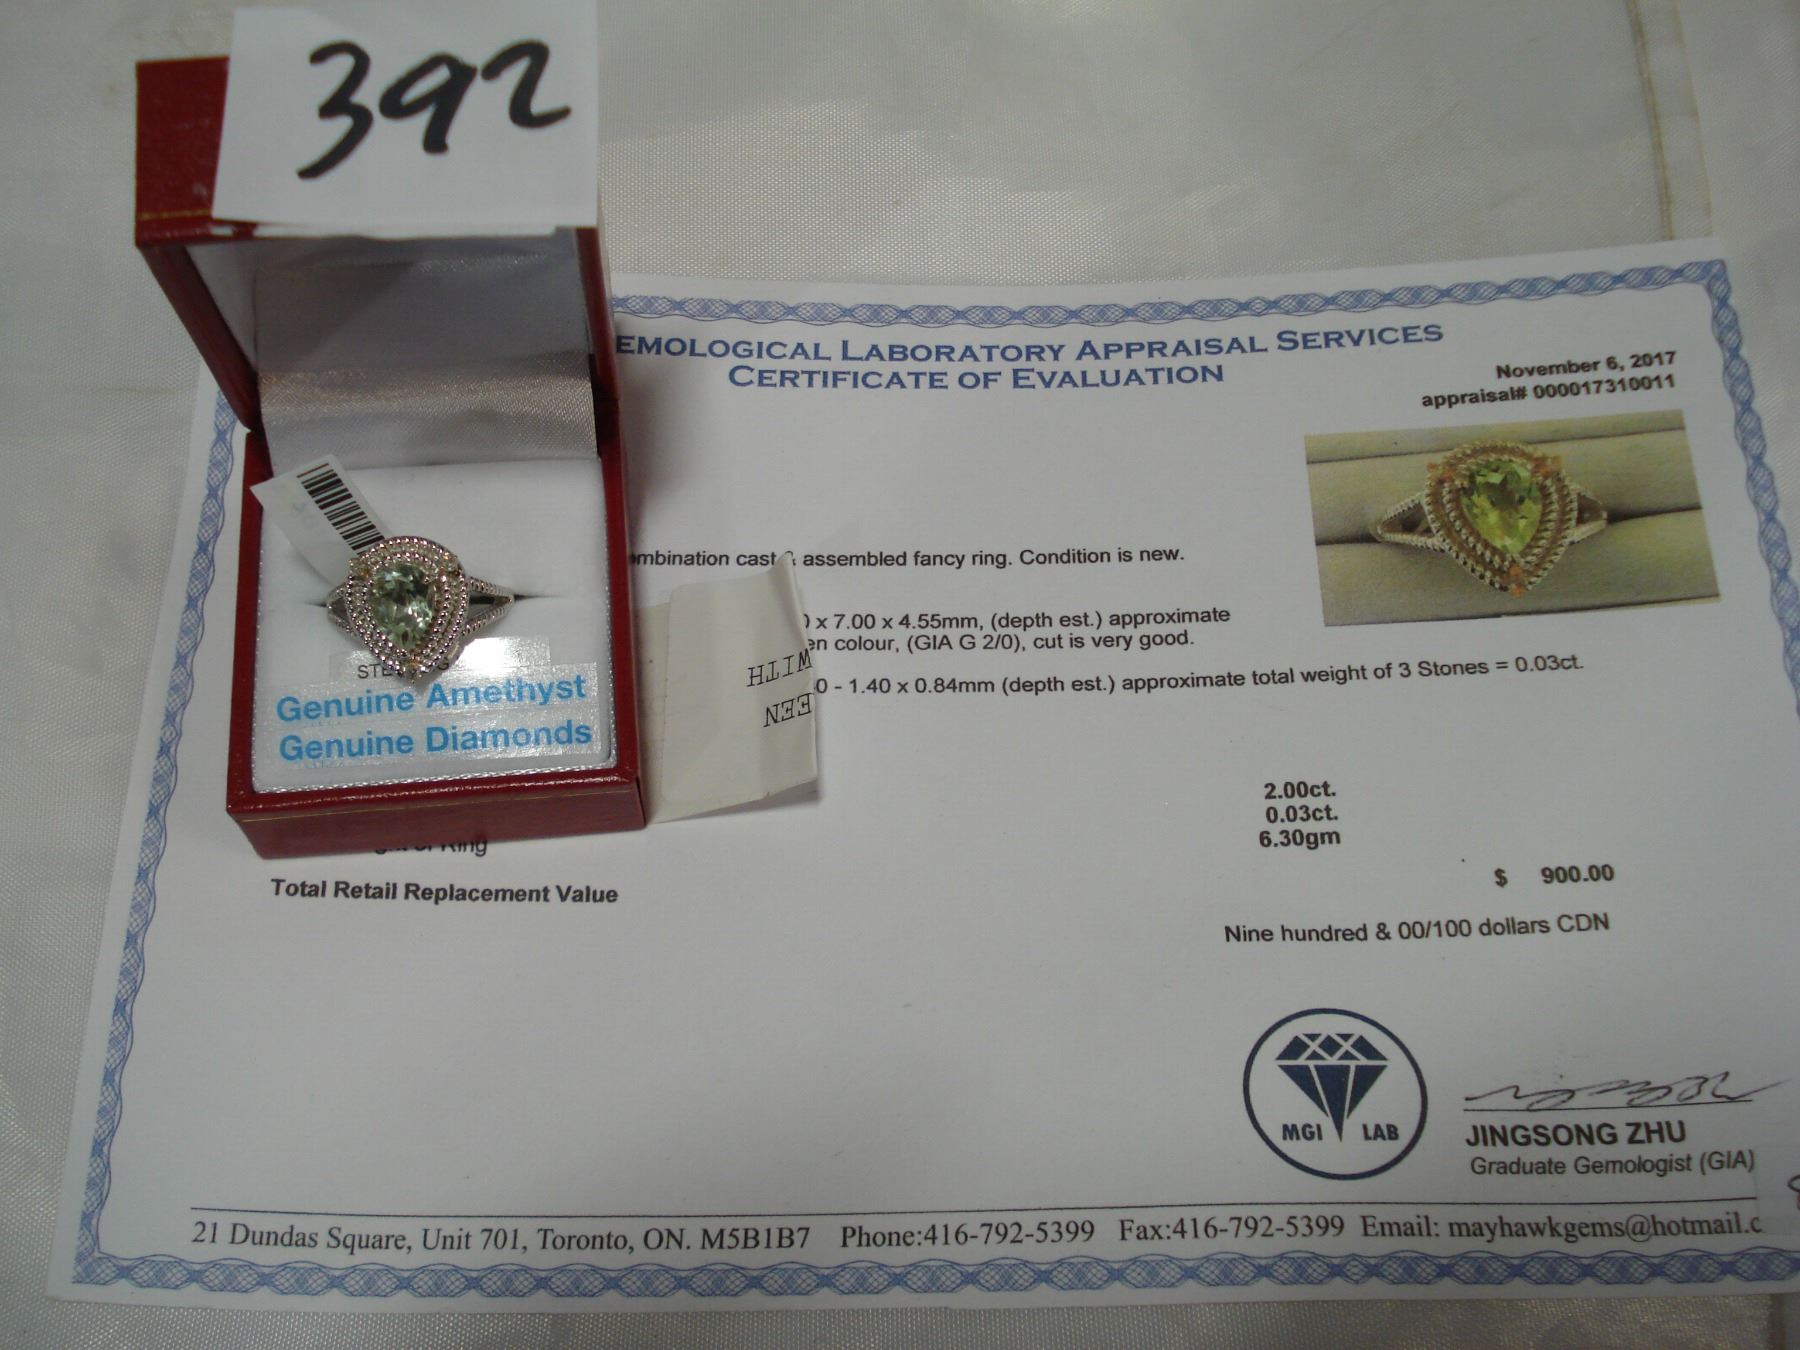 392
EMOLOGICAL LABORATORY APPRAISAL SERVICES
CERTIFICATE OF EVALUATION
November 6, 2017
appraisal# 000017310011
ombination cast & assembled fancy ring. Condition is new.
x 7.00 x 4.55mm, (depth est.) approximate
en colour, (GIA G 2/0), cut is very good.
0 - 1.40 x 0.84mm (depth est.) approximate total weight of 3 Stones = 0.03ct.
WITH
EEN
Genuine Amethyst
Genuine Diamonds
2.00ct.
0.03ct.
of Ring 6.30gm
Total Retail Replacement Value $ 900.00
Nine hundred & 00/100 dollars CDN
MGI LAB
JINGSONG ZHU
Graduate Gemologist (GIA)
21 Dundas Square, Unit 701, Toronto, ON. M5B1B7 Phone:416-792-5399 Fax:416-792-5399 Email: mayhawkgems@hotmail.c